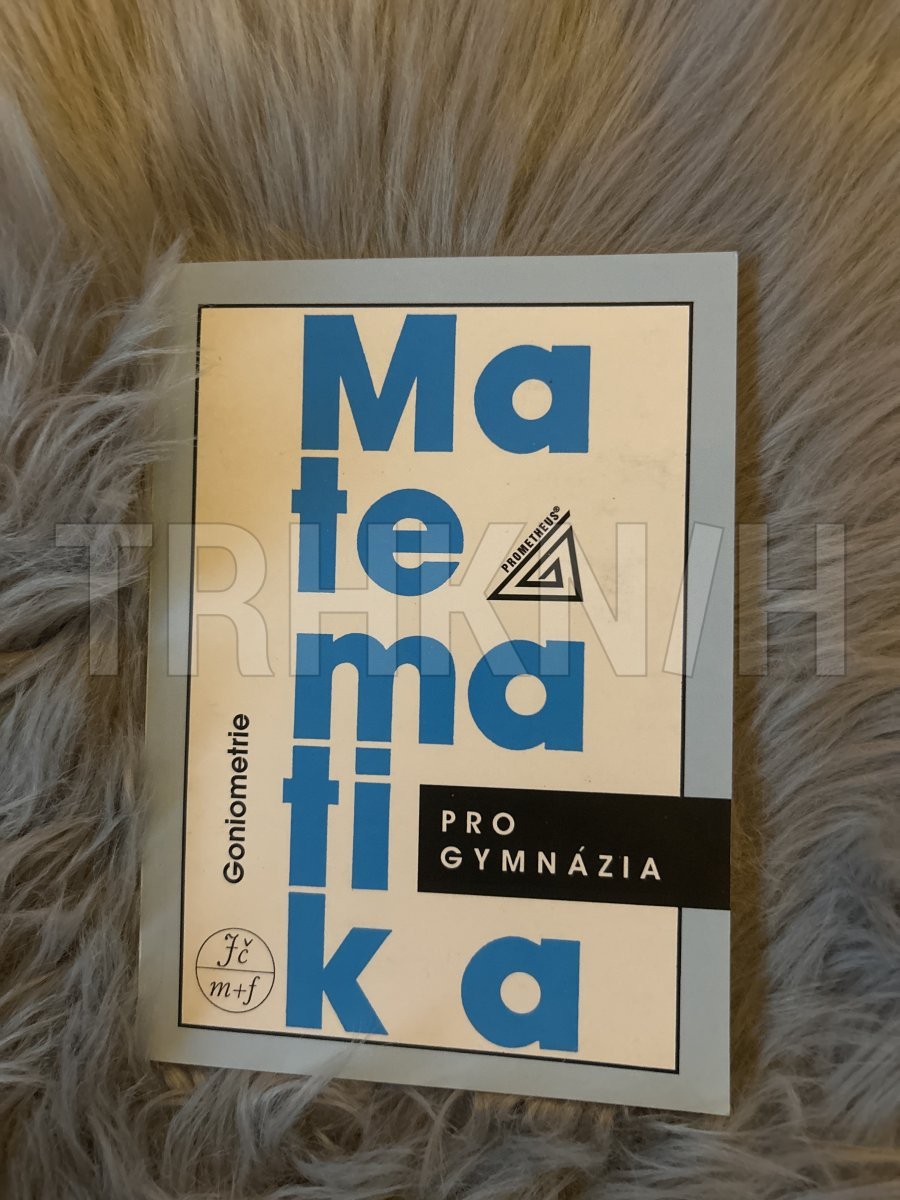 Ma
te
PROMETHEUS®
ma
ti
k a
Goniometrie
PRO
GYMNÁZIA
Jč
m+f
TRHKNIH